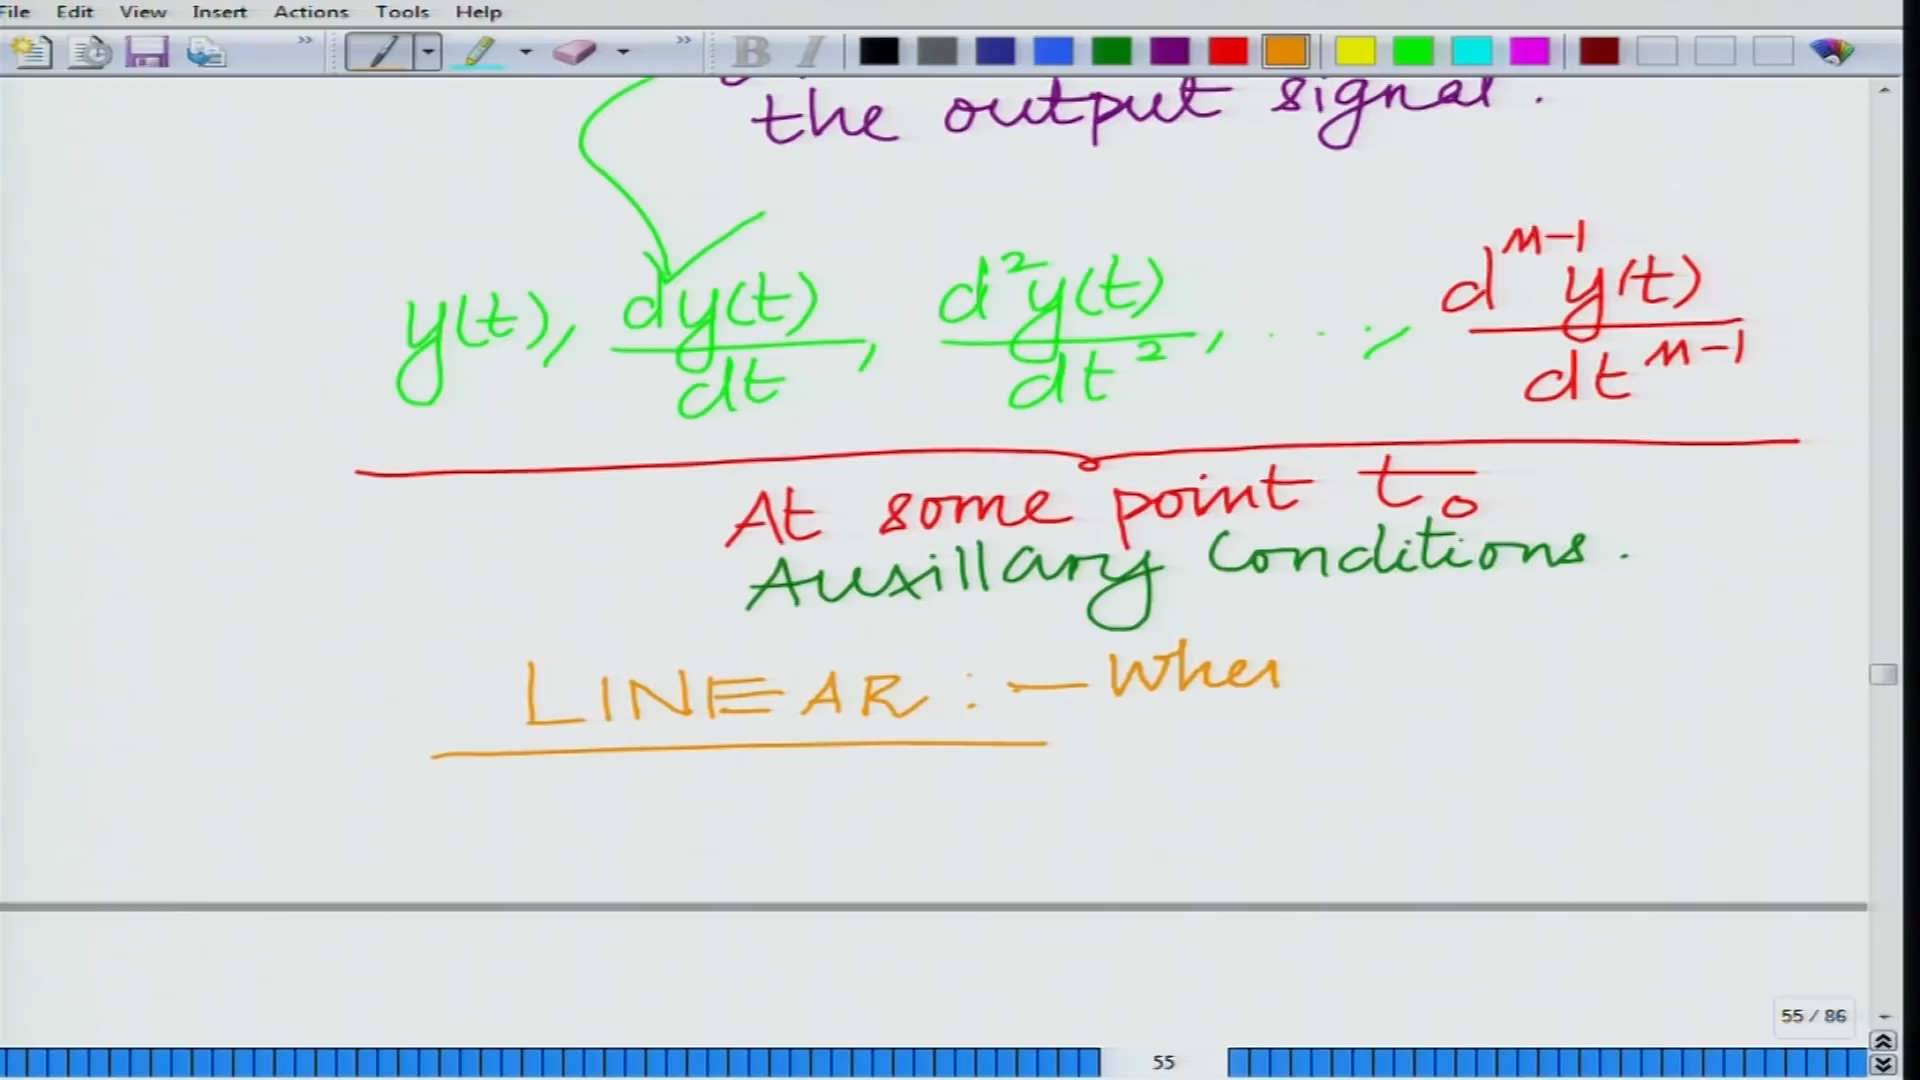 File Edit View Insert Actions Tools Help
B I
the output signal.
y(t), dy(t)/dt, d²y(t)/dt², ..., d^(n-1) y(t)/dt^(n-1)
At some point t₀
Auxillary Conditions.
LINEAR :— When
55 / 86
55